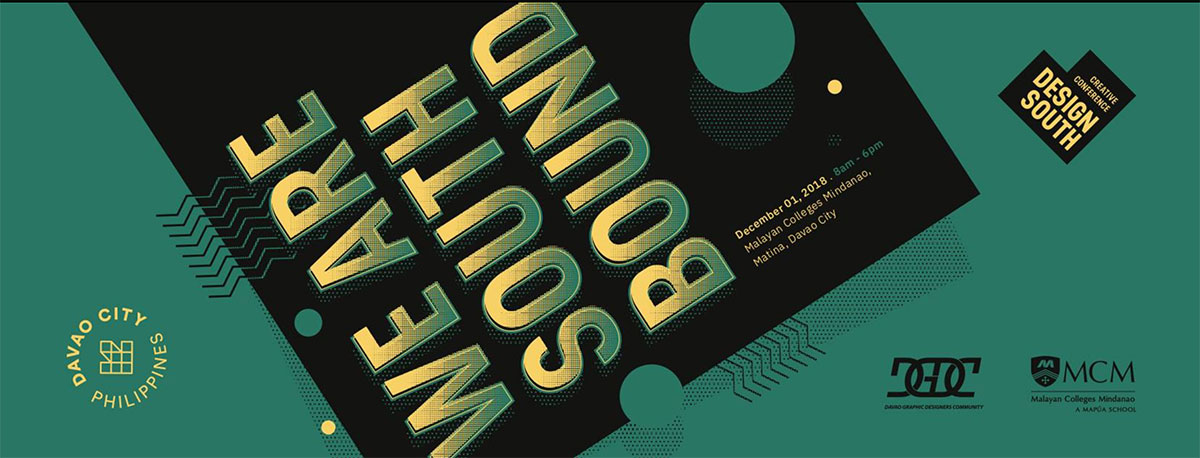 WE ARE
SOUTH
BOUND
December 01, 2018 . 8am - 6pm
Malayan Colleges Mindanao,
Matina, Davao City
CREATIVE
CONFERENCE
DESIGN
SOUTH
DAVAO CITY
PHILIPPINES
DGDC
DAVAO GRAPHIC DESIGNERS COMMUNITY
MCM
Malayan Colleges Mindanao
A MAPÚA SCHOOL